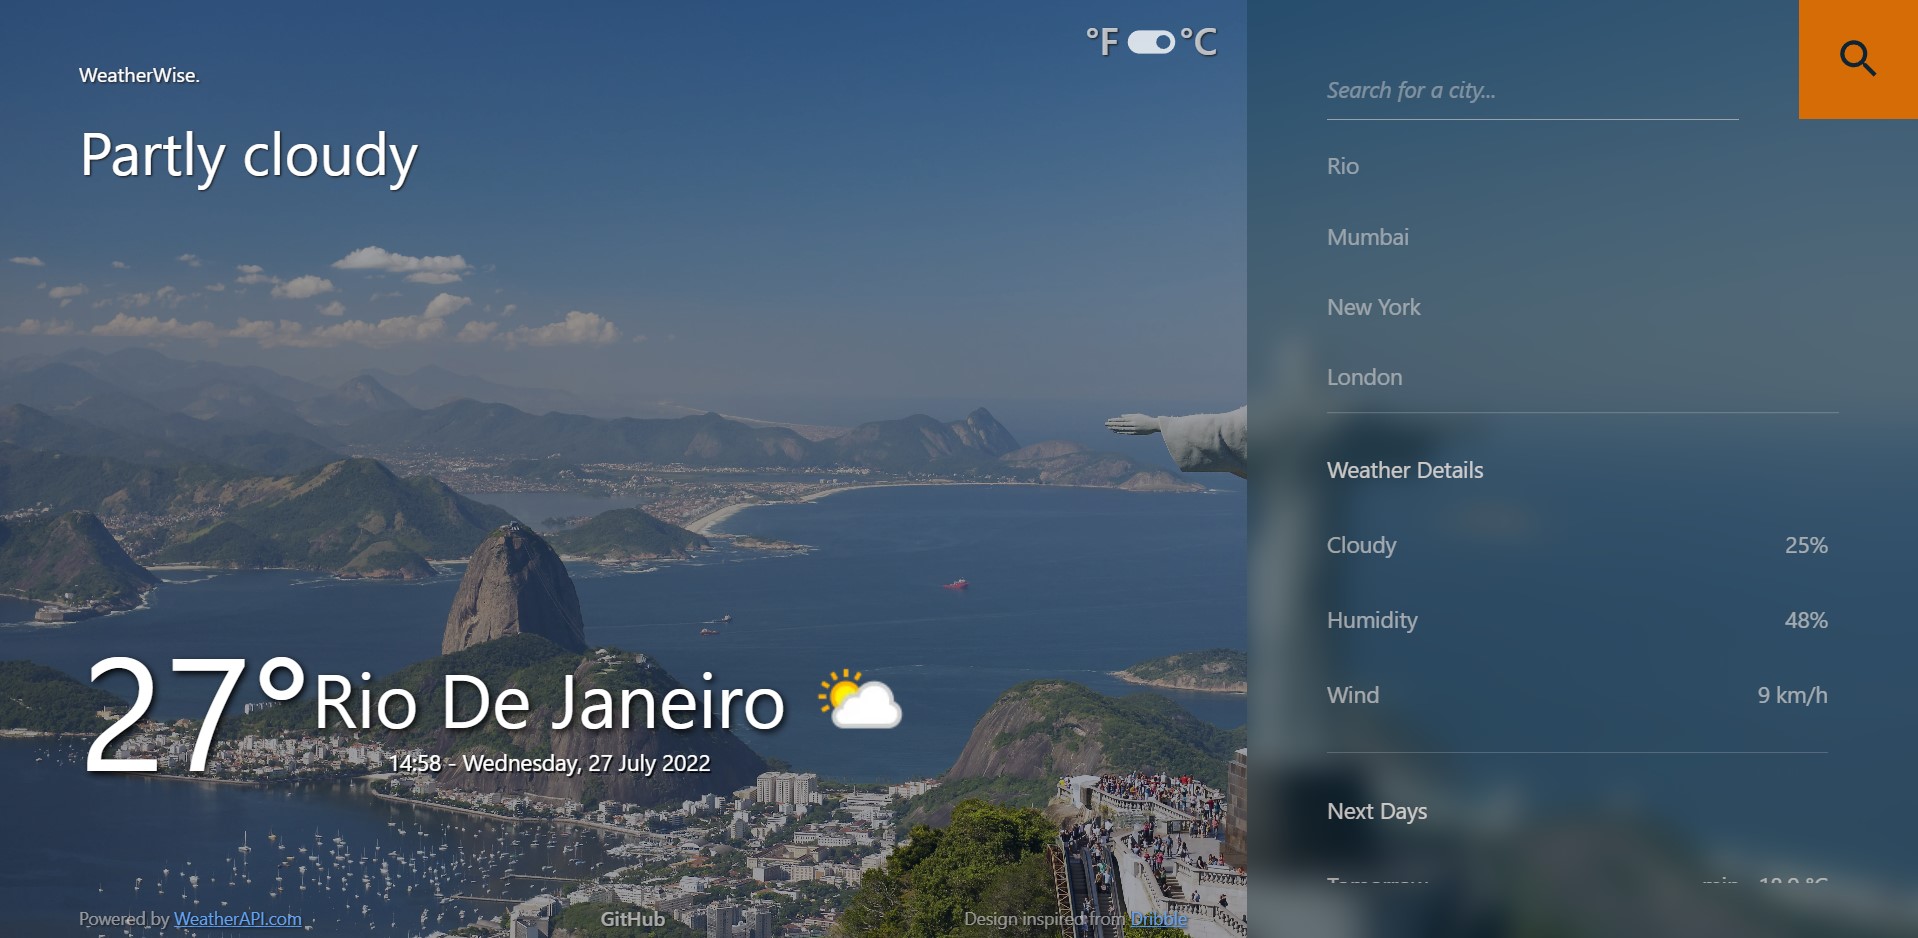 °F °C
WeatherWise.
Partly cloudy
27° Rio De Janeiro
14:58 - Wednesday, 27 July 2022
Powered by WeatherAPI.com
GitHub
Design inspired from Dribble
Search for a city...
Rio
Mumbai
New York
London
Weather Details
Cloudy 25%
Humidity 48%
Wind 9 km/h
Next Days
Tomorrow min